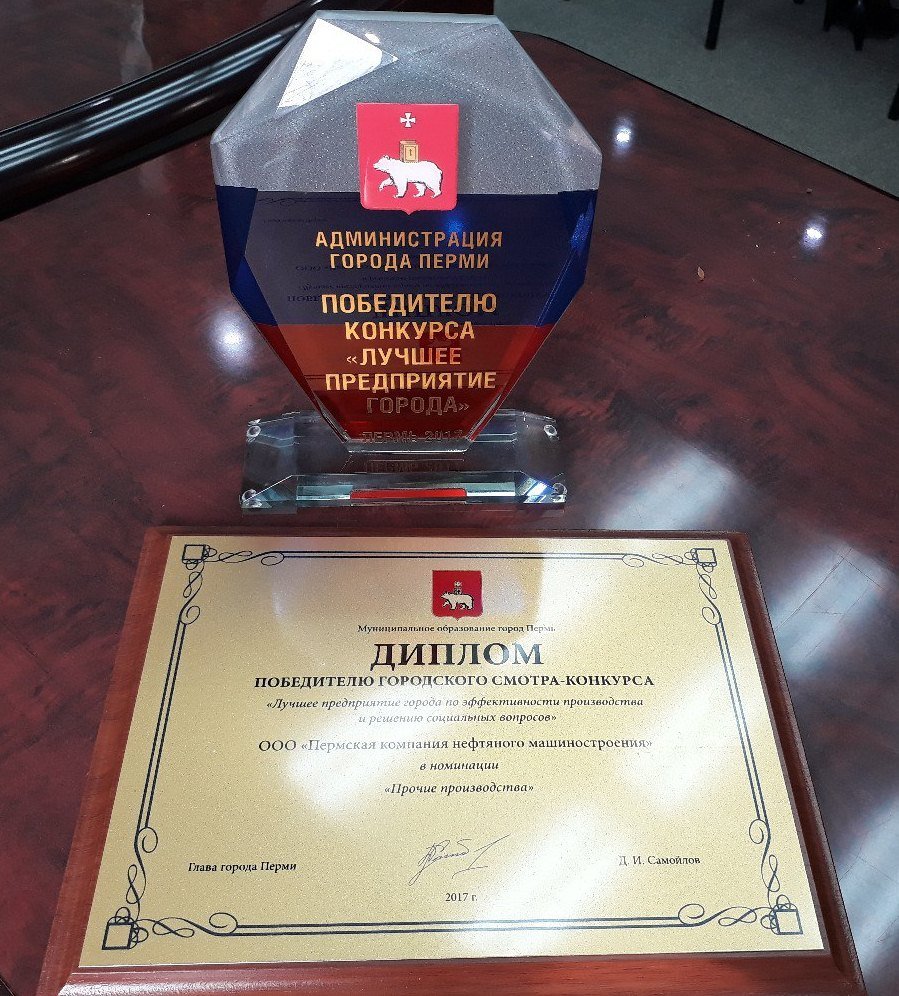 АДМИНИСТРАЦИЯ
ГОРОДА ПЕРМИ
ПОБЕДИТЕЛЮ
КОНКУРСА
«ЛУЧШЕЕ
ПРЕДПРИЯТИЕ
ГОРОДА»
ПЕРМЬ 2017
Муниципальное образование город Пермь
ДИПЛОМ
ПОБЕДИТЕЛЮ ГОРОДСКОГО СМОТРА-КОНКУРСА
«Лучшее предприятие города по эффективности производства
и решению социальных вопросов»
ООО «Пермская компания нефтяного машиностроения»
в номинации
«Прочие производства»
Глава города Перми
Д. И. Самойлов
2017 г.